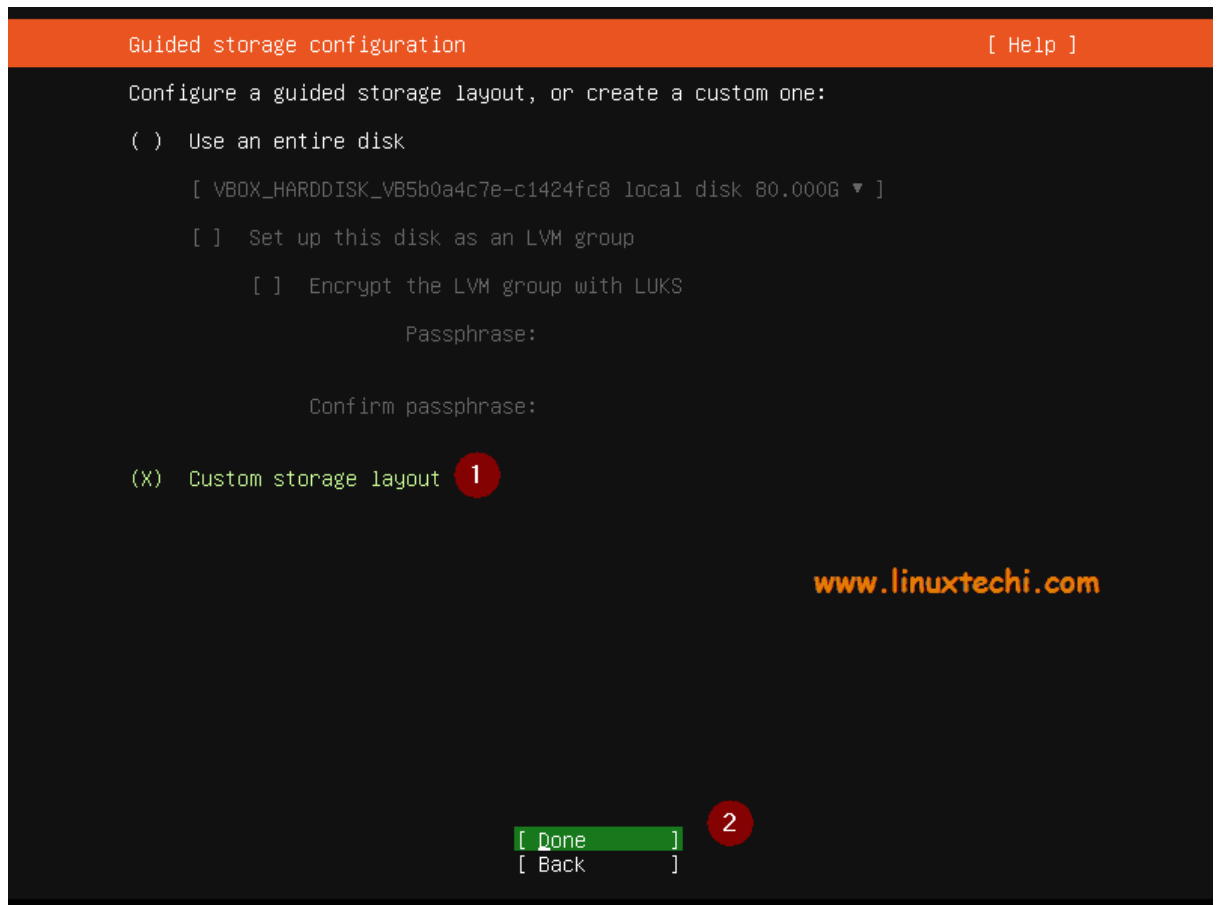 Guided storage configuration [ Help ]
Configure a guided storage layout, or create a custom one:
( ) Use an entire disk
[ VBOX_HARDDISK_VB5b0a4c7e-c1424fc8 local disk 80.000G ▾ ]
[ ] Set up this disk as an LVM group
[ ] Encrypt the LVM group with LUKS
Passphrase:
Confirm passphrase:
(X) Custom storage layout 1
www.linuxtechi.com
[ Done ] 2
[ Back ]